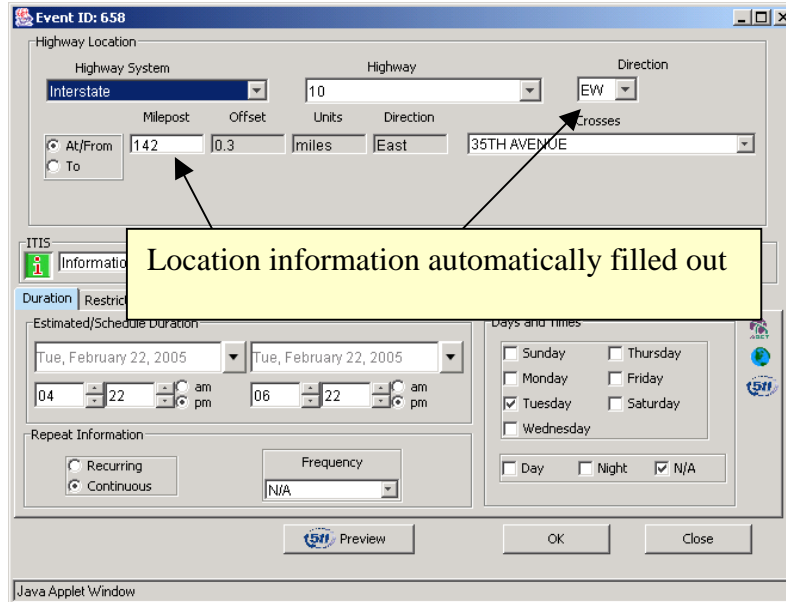 Event ID: 658
Highway Location
Highway System Highway Direction
Interstate 10 EW
Milepost Offset Units Direction Crosses
At/From 142 0.3 miles East 35TH AVENUE
To
Location information automatically filled out
ITIS
Duration
Estimated/Schedule Duration Days and Times
Tue, February 22, 2005 Tue, February 22, 2005
04 22 am pm 06 22 am pm
Sunday Thursday
Monday Friday
Tuesday Saturday
Wednesday
Repeat Information
Recurring
Continuous
Frequency
N/A
Day Night N/A
511 Preview OK Close
Java Applet Window